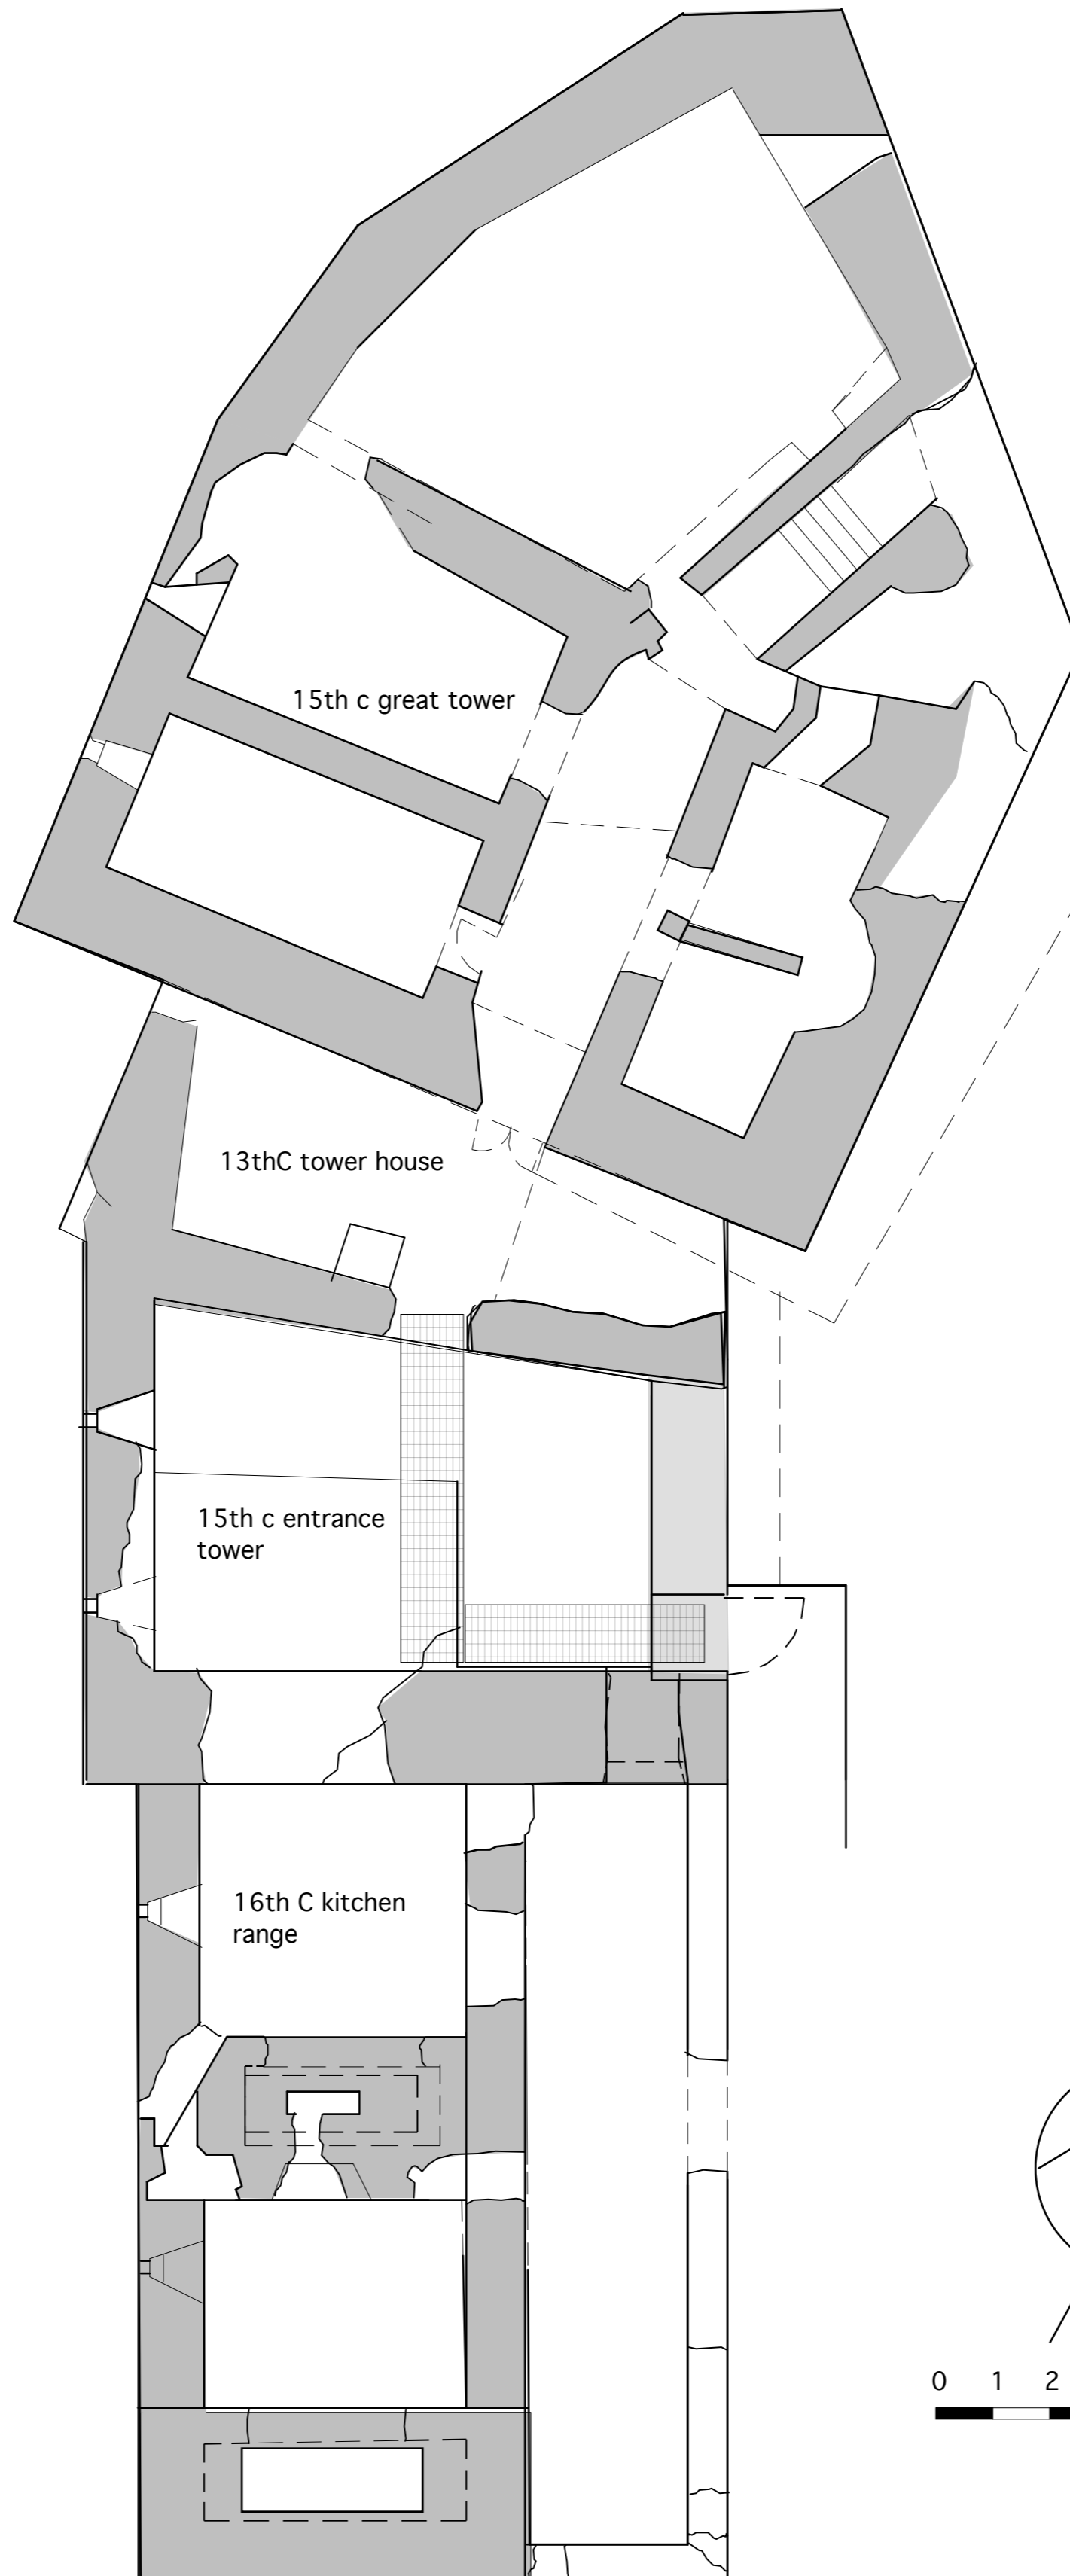 15th c great tower
13thC tower house
15th c entrance
tower
16th C kitchen
range
0 1 2